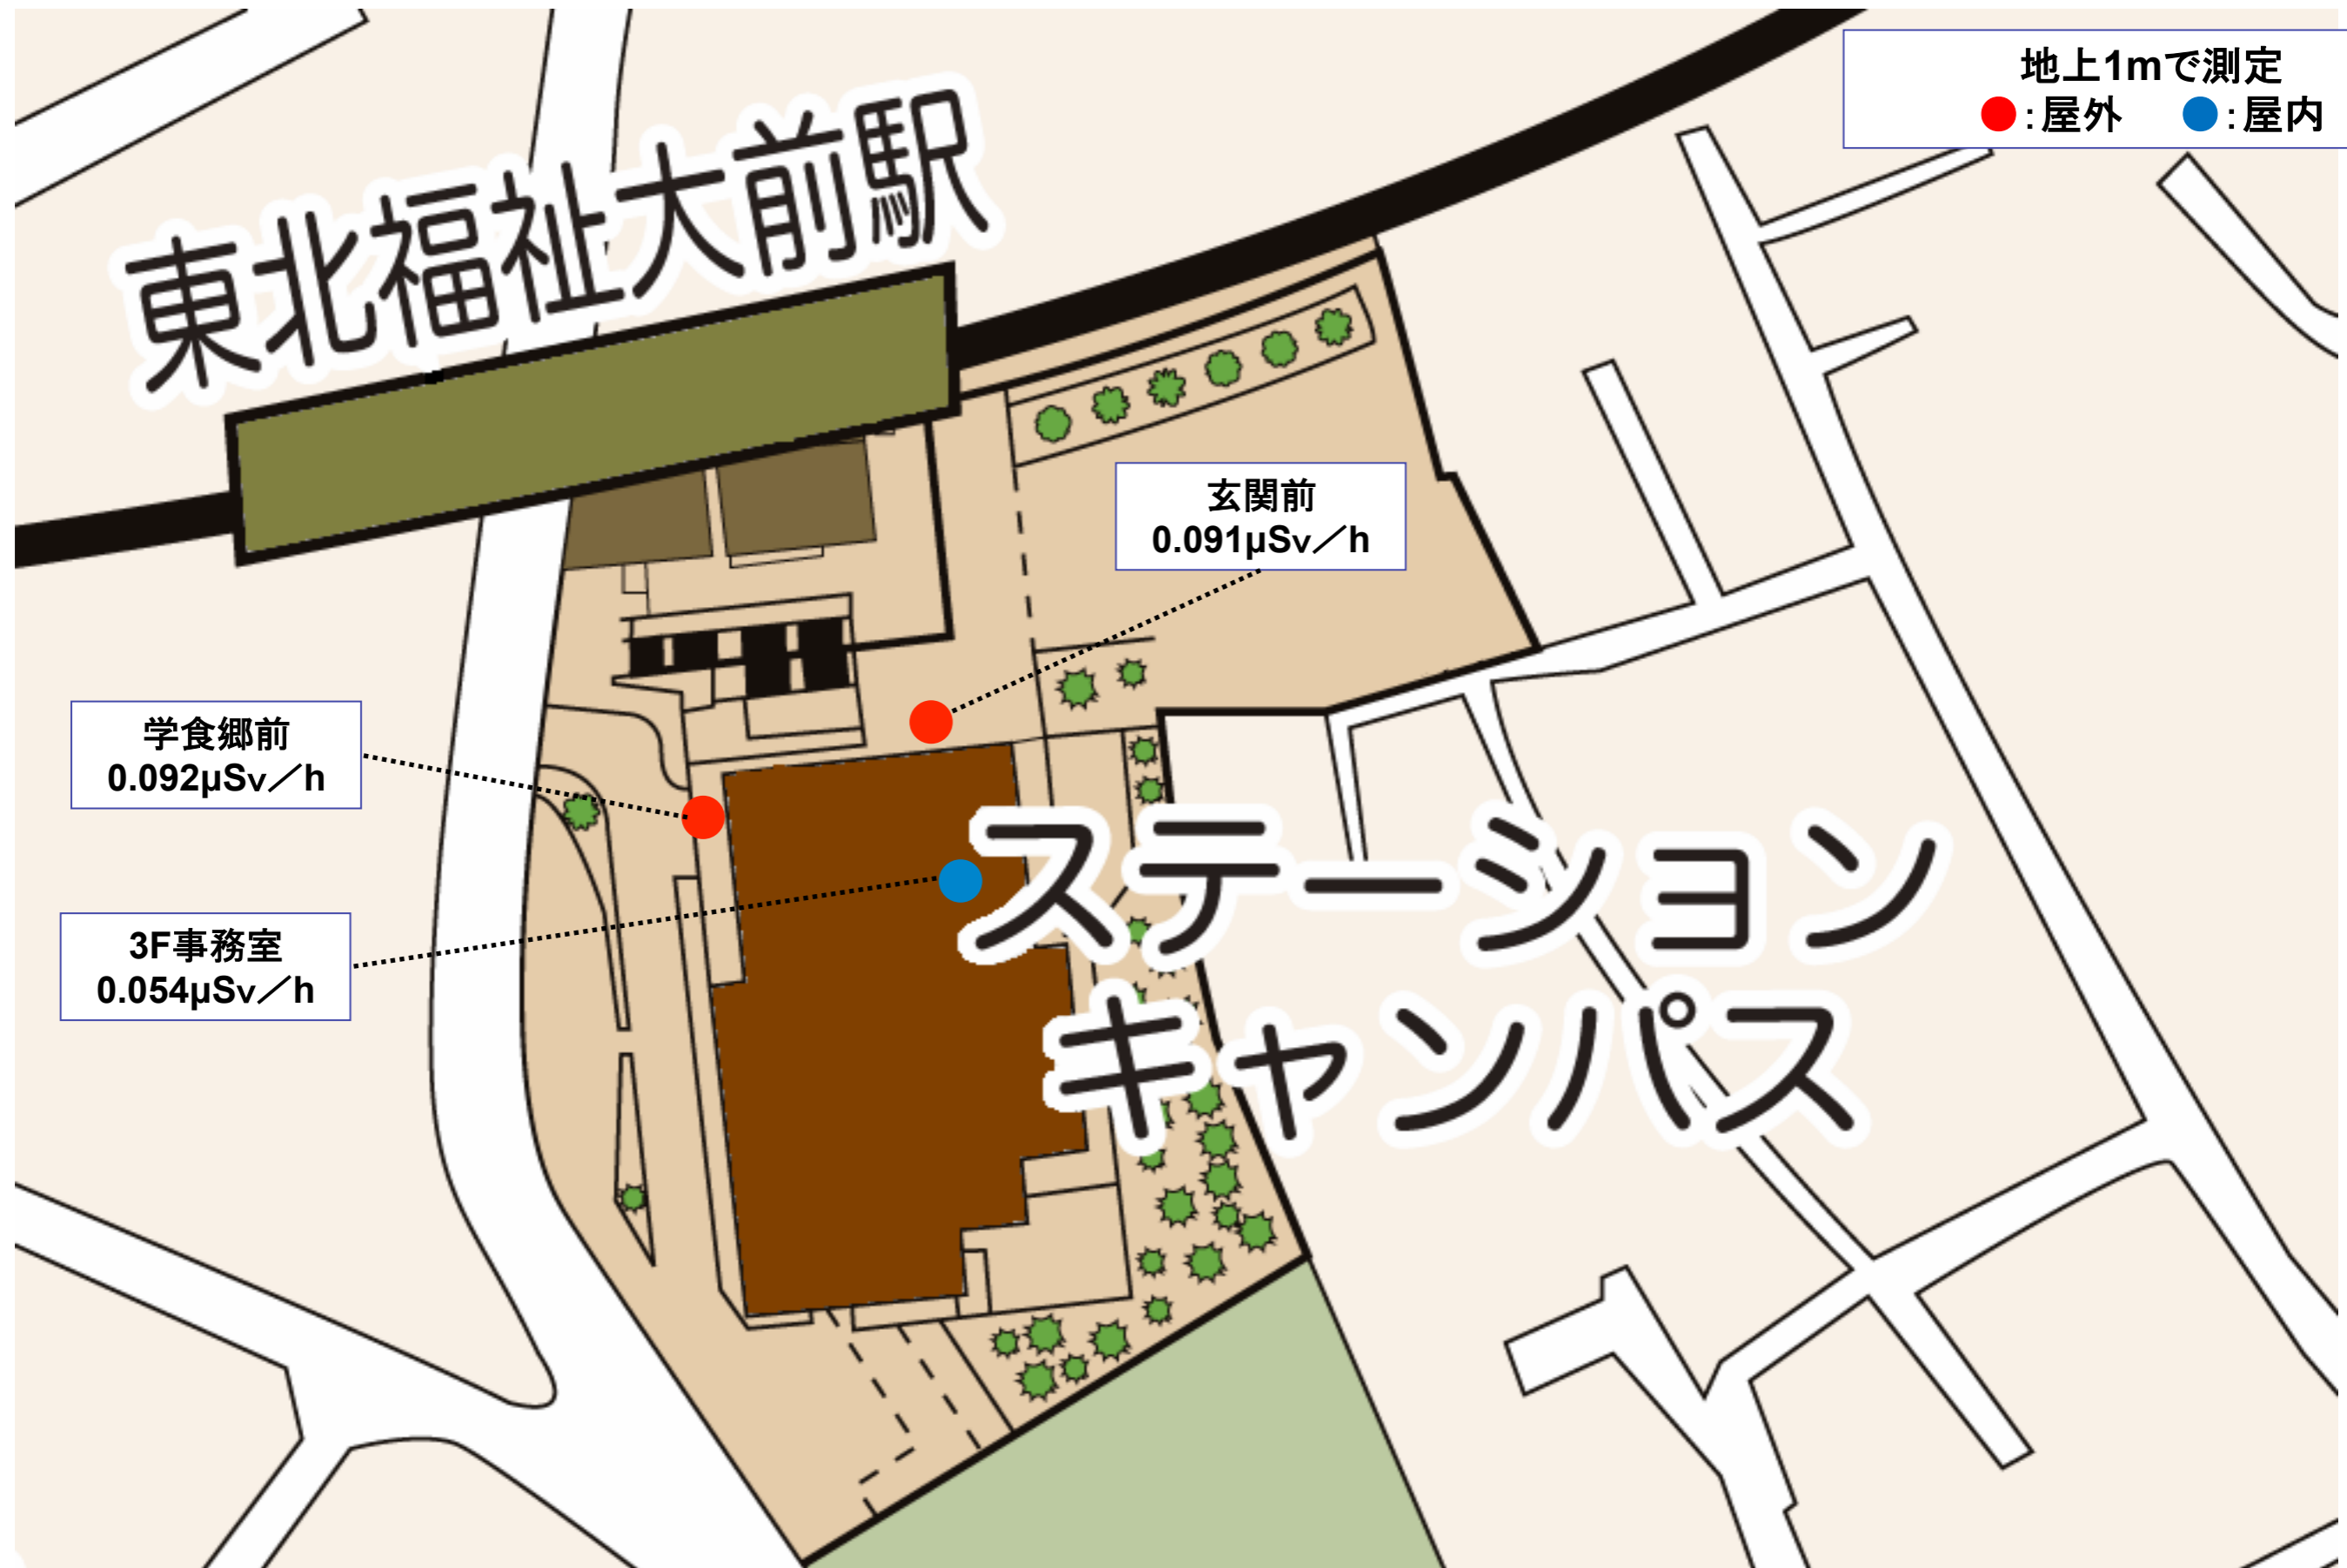 地上1mで測定
●:屋外 ●:屋内
東北福祉大前駅
玄関前
0.091μSv／h
学食郷前
0.092μSv／h
3F事務室
0.054μSv／h
ステーション
キャンパス